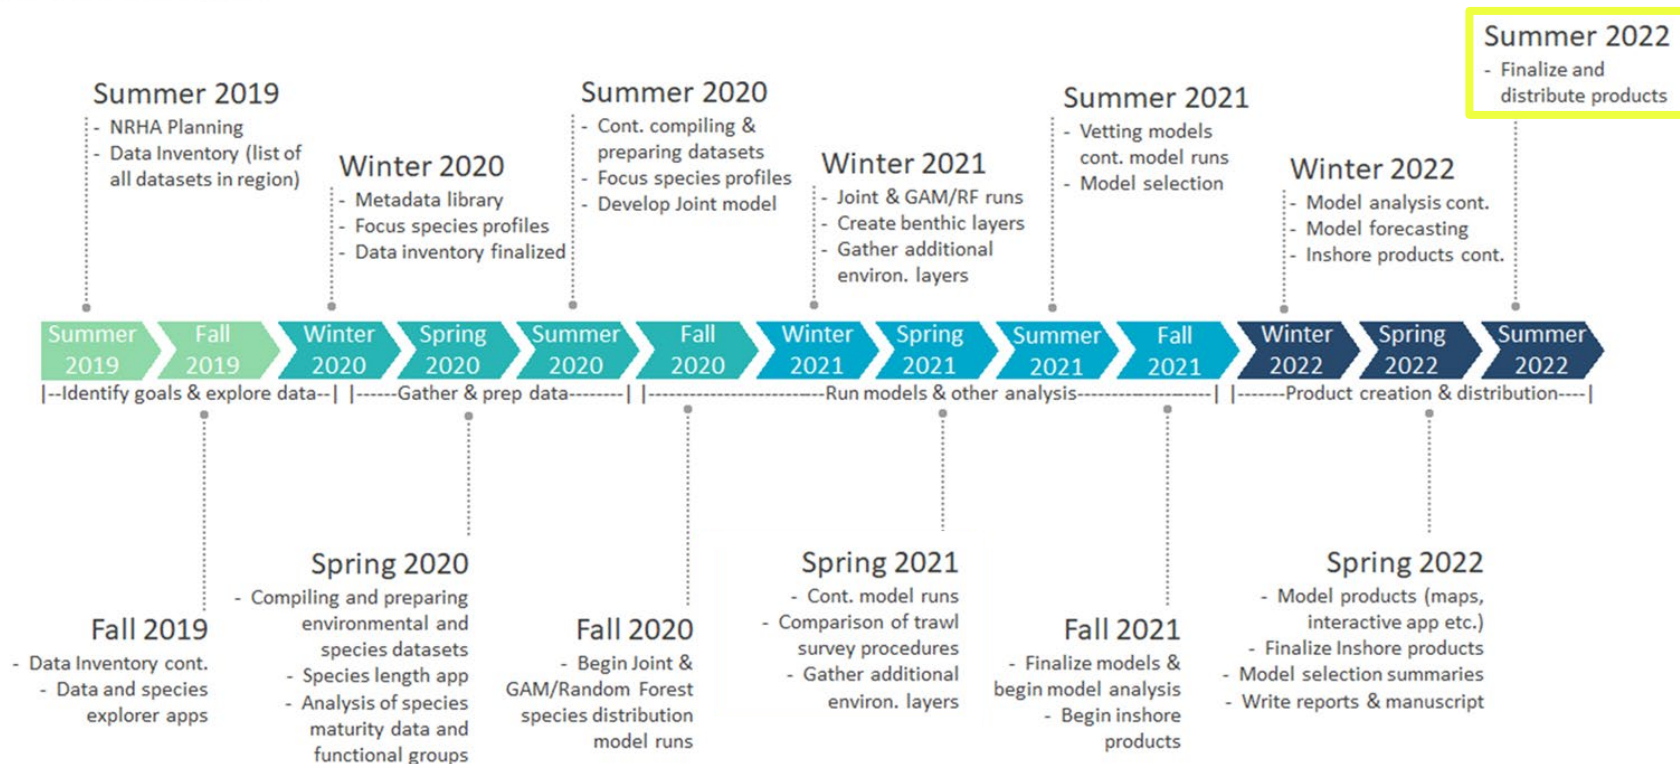 Summer 2022
- Finalize and
distribute products
Summer 2019
- NRHA Planning
- Data Inventory (list of
all datasets in region)
Winter 2020
- Metadata library
- Focus species profiles
- Data inventory finalized
Summer 2020
- Cont. compiling &
preparing datasets
- Focus species profiles
- Develop Joint model
Winter 2021
- Joint & GAM/RF runs
- Create benthic layers
- Gather additional
environ. layers
Summer 2021
- Vetting models
cont. model runs
- Model selection
Winter 2022
- Model analysis cont.
- Model forecasting
- Inshore products cont.
Summer
2019
Fall
2019
Winter
2020
Spring
2020
Summer
2020
Fall
2020
Winter
2021
Spring
2021
Summer
2021
Fall
2021
Winter
2022
Spring
2022
Summer
2022
|--Identify goals & explore data--| |------Gather & prep data-------| |----------------------Run models & other analysis-----------------| |-------Product creation & distribution----|
Fall 2019
- Data Inventory cont.
- Data and species
explorer apps
Spring 2020
- Compiling and preparing
environmental and
species datasets
- Species length app
- Analysis of species
maturity data and
functional groups
Fall 2020
- Begin Joint &
GAM/Random Forest
species distribution
model runs
Spring 2021
- Cont. model runs
- Comparison of trawl
survey procedures
- Gather additional
environ. layers
Fall 2021
- Finalize models &
begin model analysis
- Begin inshore
products
Spring 2022
- Model products (maps,
interactive app etc.)
- Finalize Inshore products
- Model selection summaries
- Write reports & manuscript